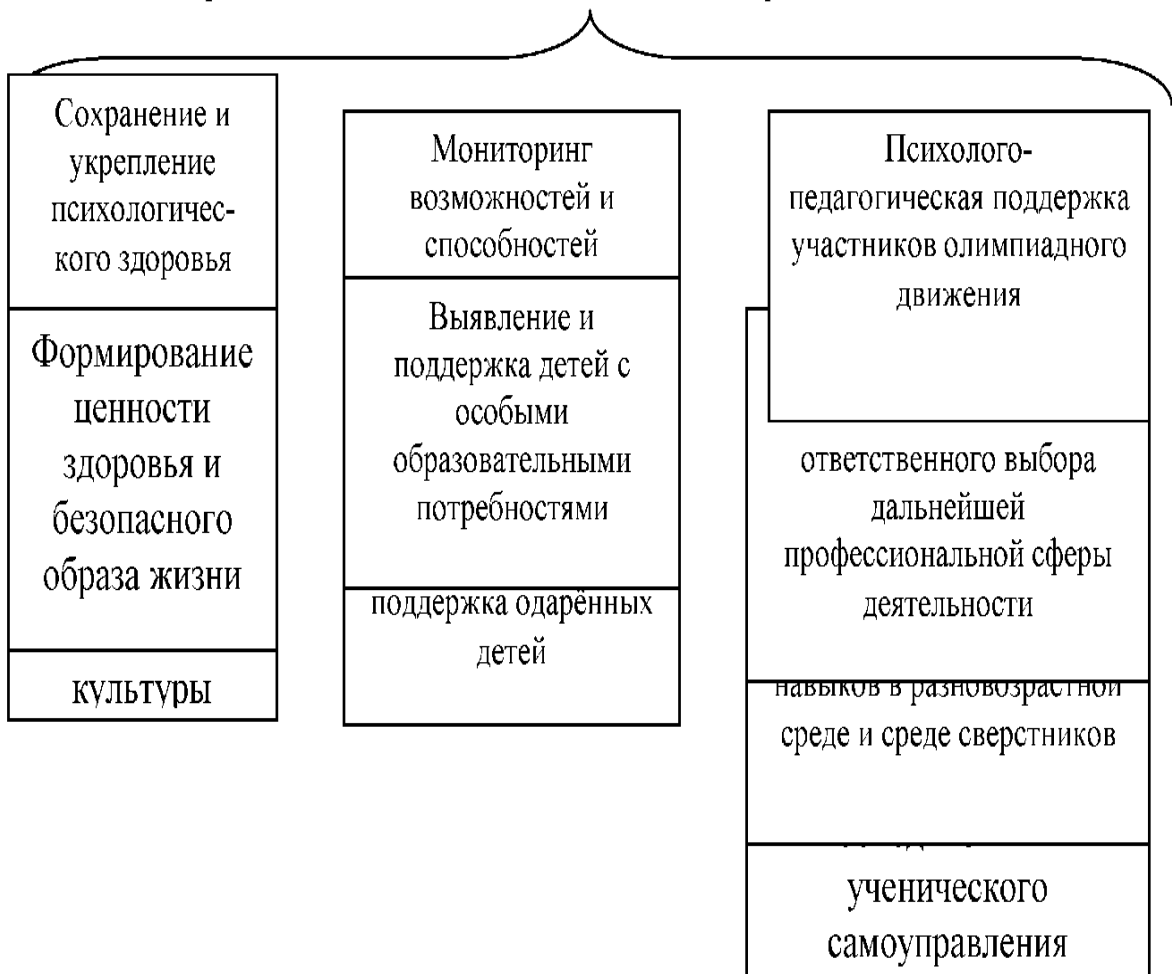 Сохранение и
укрепление
психологичес-
кого здоровья
Формирование
ценности
здоровья и
безопасного
образа жизни
культуры
Мониторинг
возможностей и
способностей
Выявление и
поддержка детей с
особыми
образовательными
потребностями
поддержка одарённых
детей
Психолого-
педагогическая поддержка
участников олимпиадного
движения
ответственного выбора
дальнейшей
профессиональной сферы
деятельности
навыков в разновозрастной
среде и среде сверстников
ученического
самоуправления